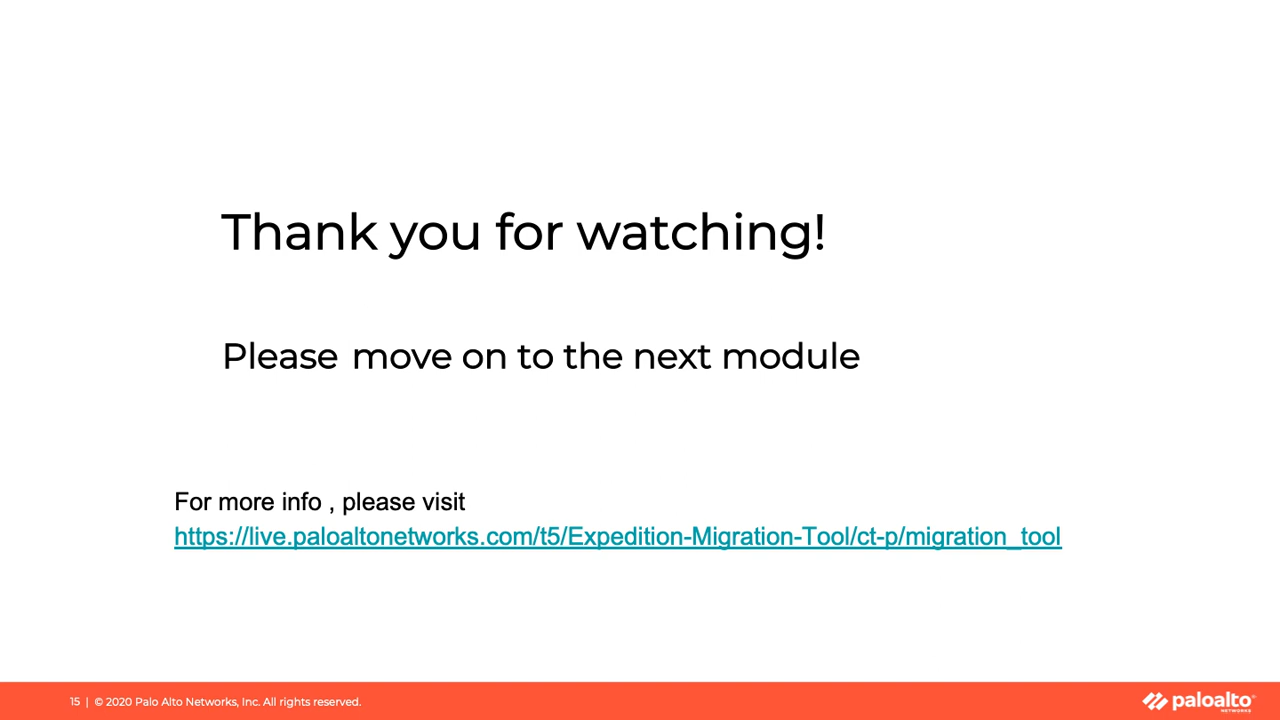 Thank you for watching!
Please move on to the next module
For more info , please visit
https://live.paloaltonetworks.com/t5/Expedition-Migration-Tool/ct-p/migration_tool
15 | © 2020 Palo Alto Networks, Inc. All rights reserved.
paloalto
NETWORKS